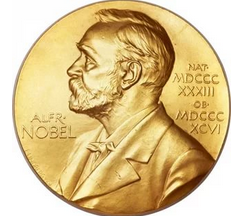 ALFR·
NOBEL
NAT·
MDCCC
XXXIII
OB·
MDCCC
XCVI